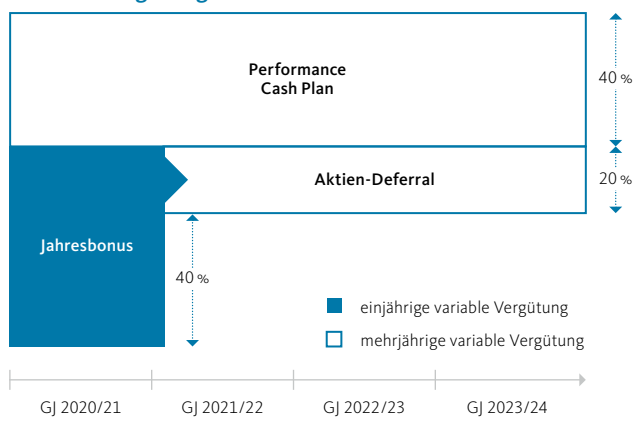 Performance
Cash Plan
40 %
Aktien-Deferral
20 %
Jahresbonus
40 %
einjährige variable Vergütung
mehrjährige variable Vergütung
GJ 2020/21
GJ 2021/22
GJ 2022/23
GJ 2023/24